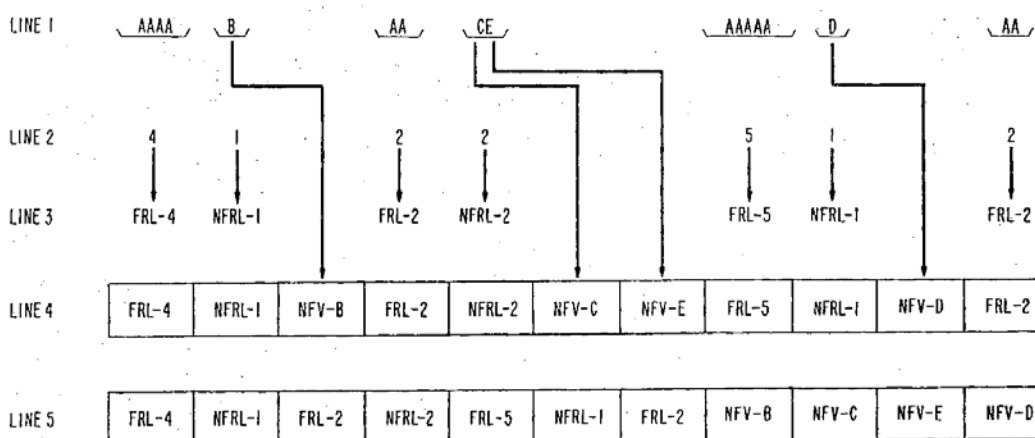 LINE 1 AAAA B AA CE AAAAA D AA
LINE 2 4 1 2 2 5 1 2
LINE 3 FRL-4 NFRL-1 FRL-2 NFRL-2 FRL-5 NFRL-1 FRL-2
LINE 4 FRL-4 NFRL-1 NFV-B FRL-2 NFRL-2 NFV-C NFV-E FRL-5 NFRL-1 NFV-D FRL-2
LINE 5 FRL-4 NFRL-1 FRL-2 NFRL-2 FRL-5 NFRL-1 FRL-2 NFV-B NFV-C NFV-E NFV-D